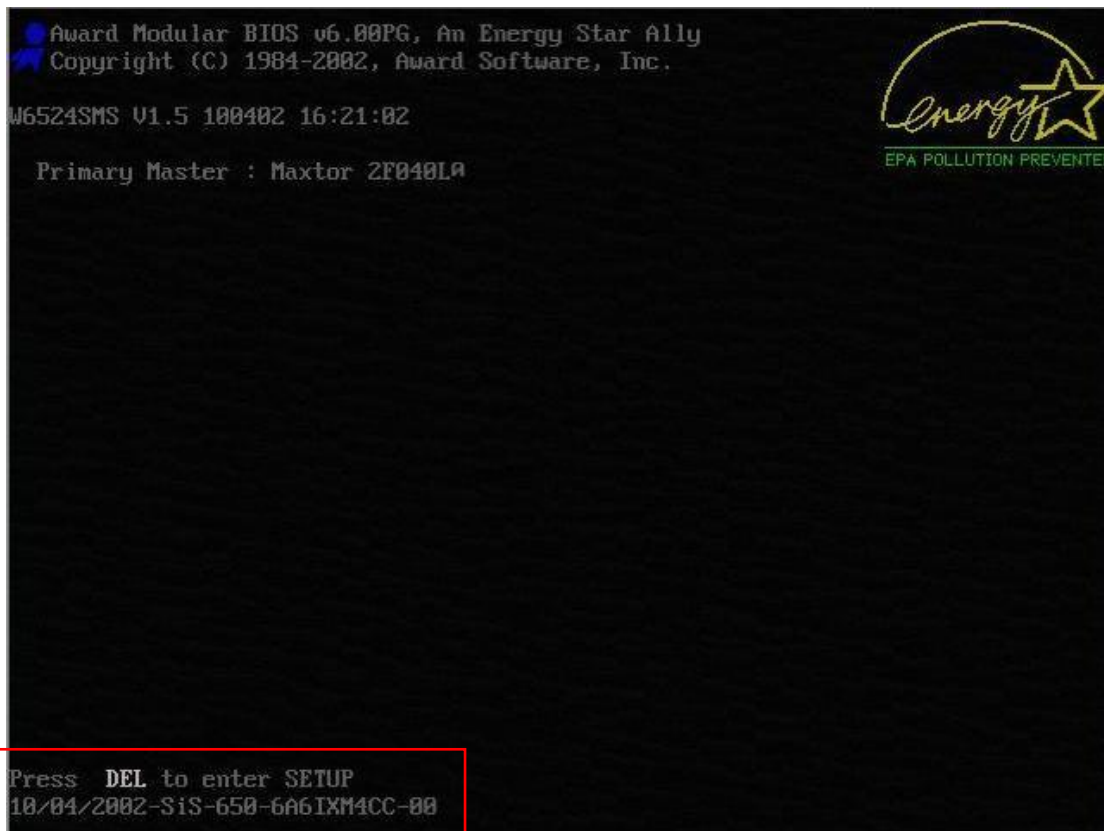 Award Modular BIOS v6.00PG, An Energy Star Ally
Copyright (C) 1984-2002, Award Software, Inc.
energy
EPA POLLUTION PREVENTE
W6524SMS V1.5 100402 16:21:02
Primary Master : Maxtor 2F040L0
Press DEL to enter SETUP
10/04/2002-SiS-650-6A6IXM4CC-00